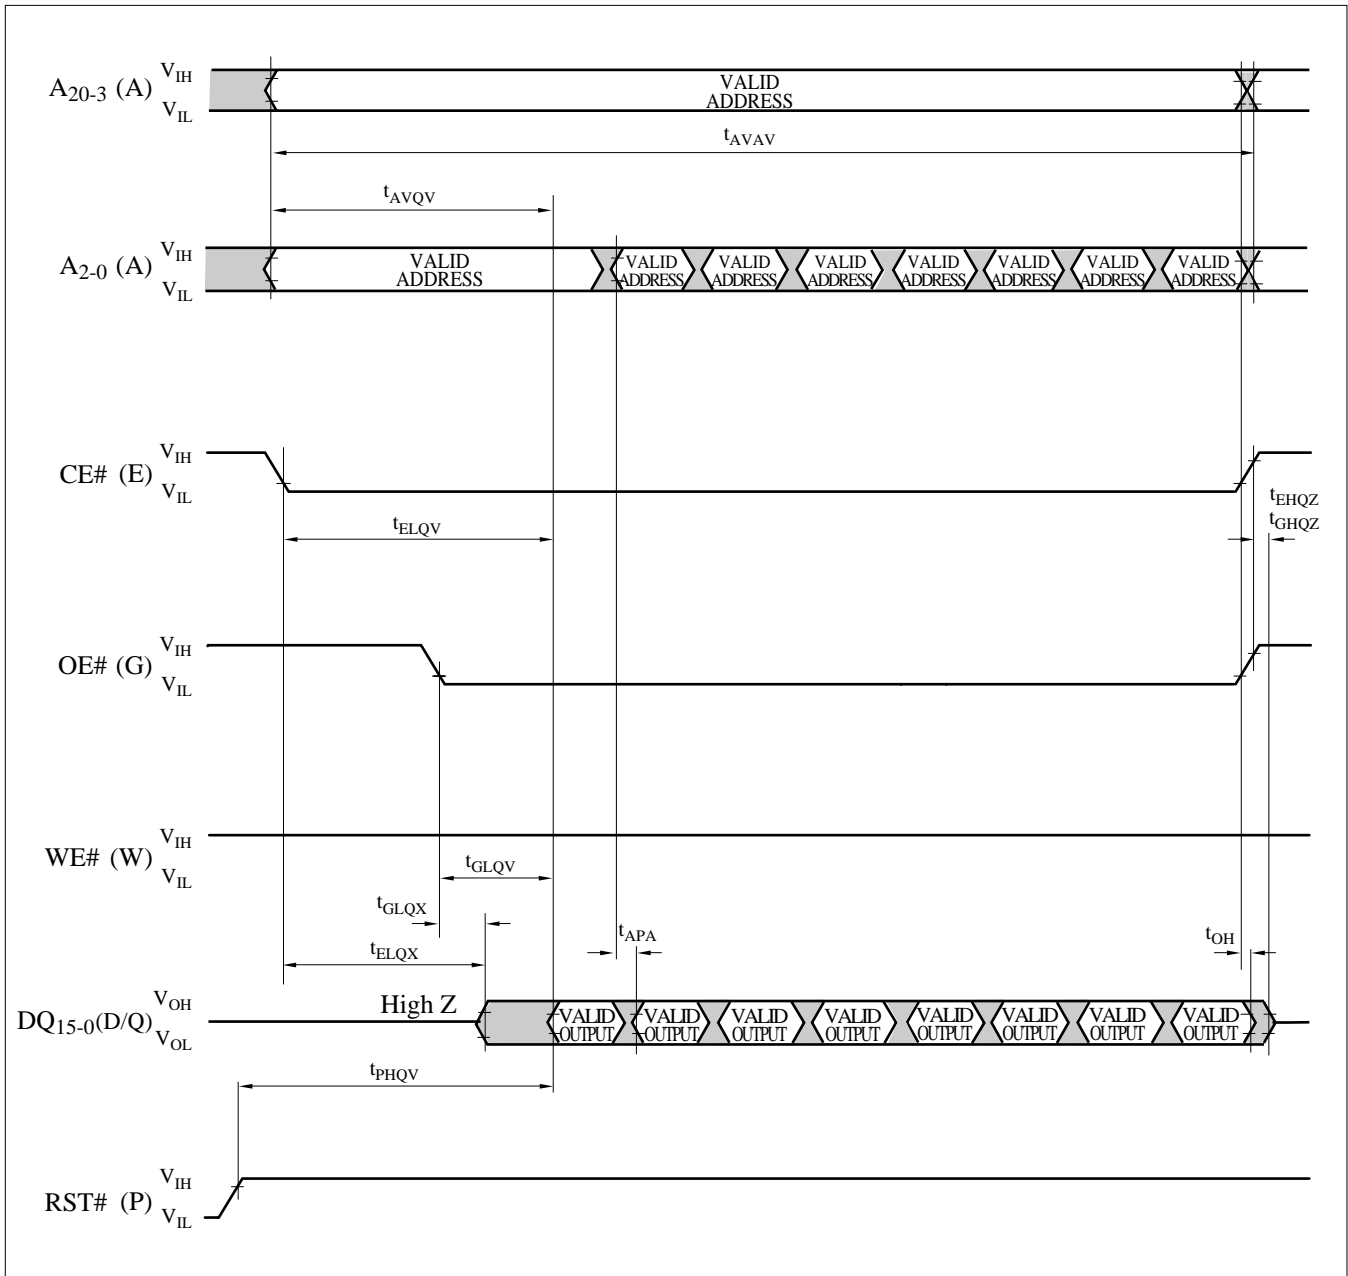 A20-3 (A) VIH VIL
VALID
ADDRESS
tAVAV
tAVQV
A2-0 (A) VIH VIL
VALID VALID VALID VALID VALID VALID VALID VALID
ADDRESS ADDRESS ADDRESS ADDRESS ADDRESS ADDRESS ADDRESS ADDRESS
CE# (E) VIH VIL
tEHQZ
tGHQZ
tELQV
OE# (G) VIH VIL
WE# (W) VIH VIL
tGLQV
tGLQX
tAPA
tOH
tELQX
High Z
DQ15-0(D/Q) VOH VOL
VALID VALID VALID VALID VALID VALID VALID VALID
OUTPUT OUTPUT OUTPUT OUTPUT OUTPUT OUTPUT OUTPUT OUTPUT
tPHQV
RST# (P) VIH VIL